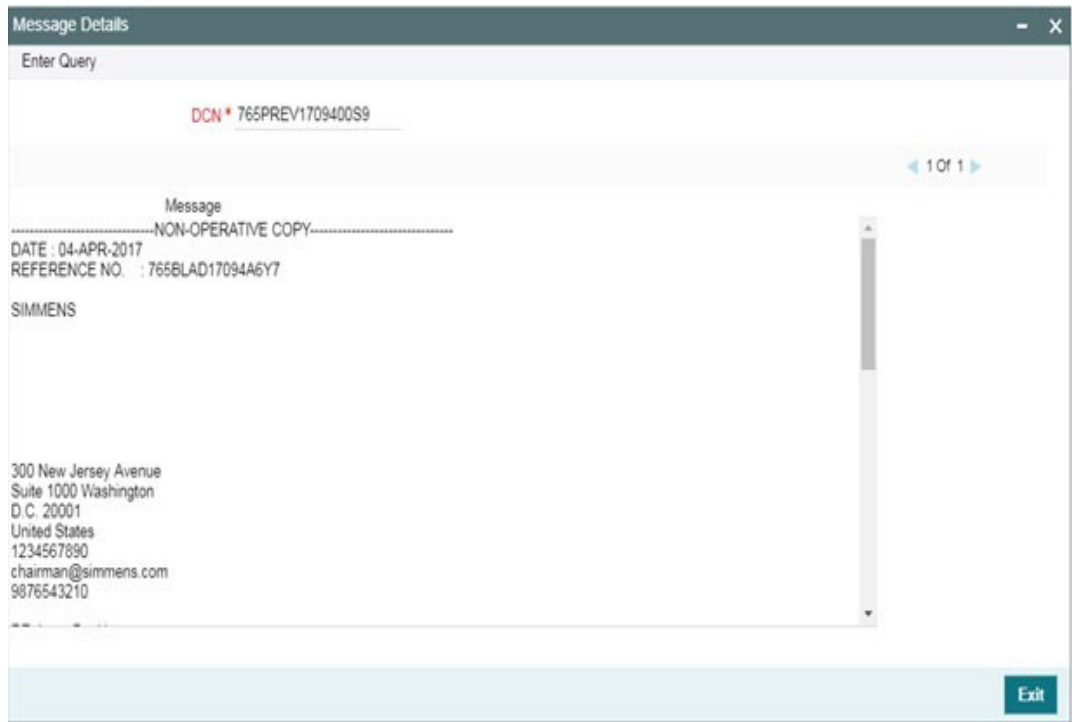 Message Details
Enter Query
DCN * 765PREV1709400S9
1 Of 1
Message
-------------------------------NON-OPERATIVE COPY-------------------------------
DATE : 04-APR-2017
REFERENCE NO. : 765BLAD17094A6Y7
SIMMENS
300 New Jersey Avenue
Suite 1000 Washington
D.C. 20001
United States
1234567890
chairman@simmens.com
9876543210
Exit